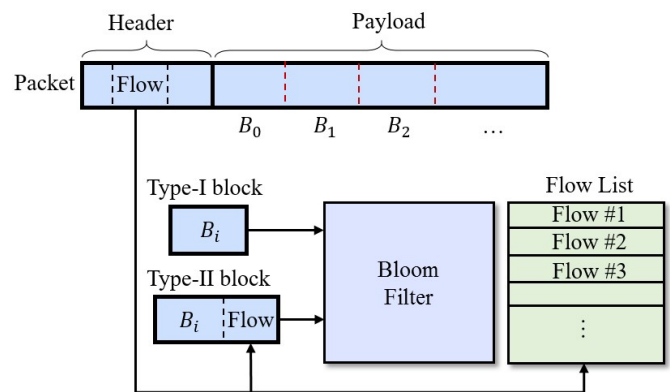 Header
Payload
Packet
Flow
B₀
B₁
B₂
...
Type-I block
Bᵢ
Type-II block
Bᵢ
Flow
Bloom
Filter
Flow List
Flow #1
Flow #2
Flow #3
⋮